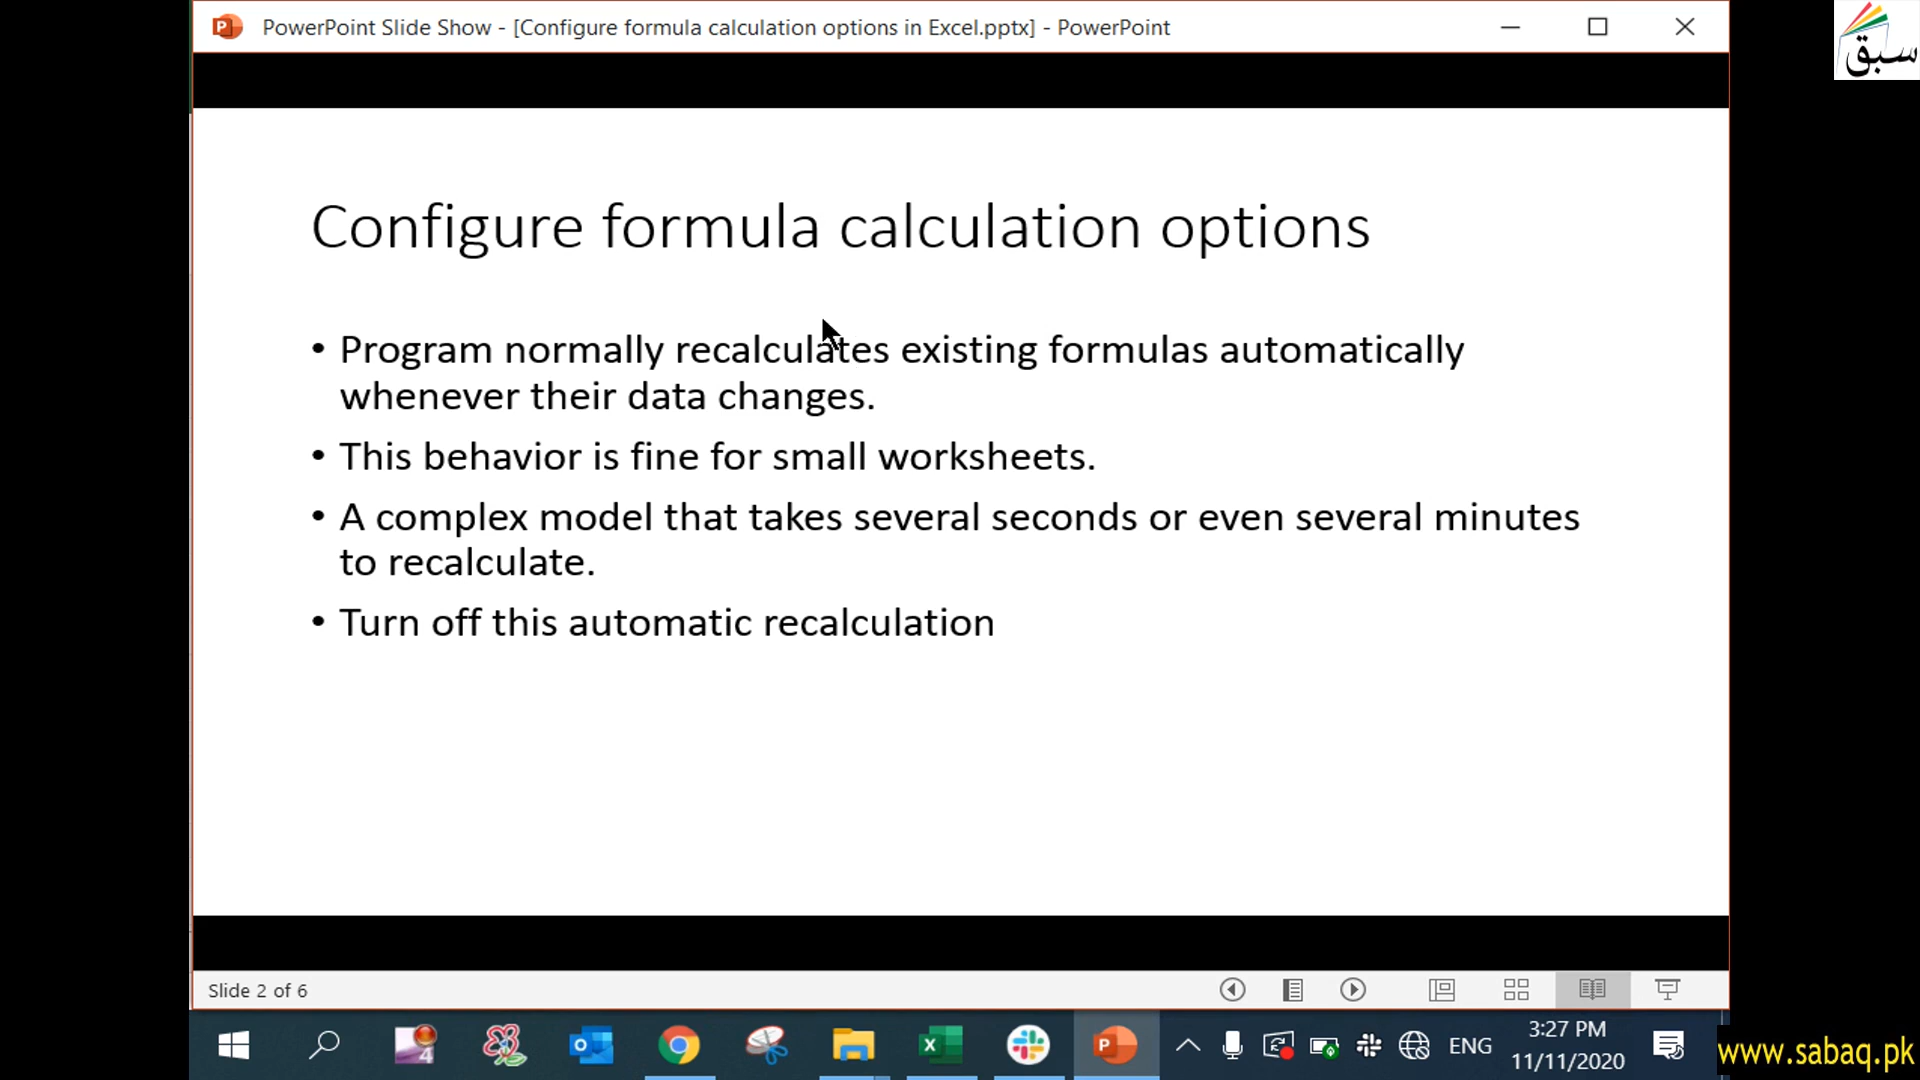 PowerPoint Slide Show - [Configure formula calculation options in Excel.pptx] - PowerPoint
سبق
Configure formula calculation options
• Program normally recalculates existing formulas automatically
whenever their data changes.
• This behavior is fine for small worksheets.
• A complex model that takes several seconds or even several minutes
to recalculate.
• Turn off this automatic recalculation
Slide 2 of 6
4
ENG
3:27 PM
11/11/2020
www.sabaq.pk